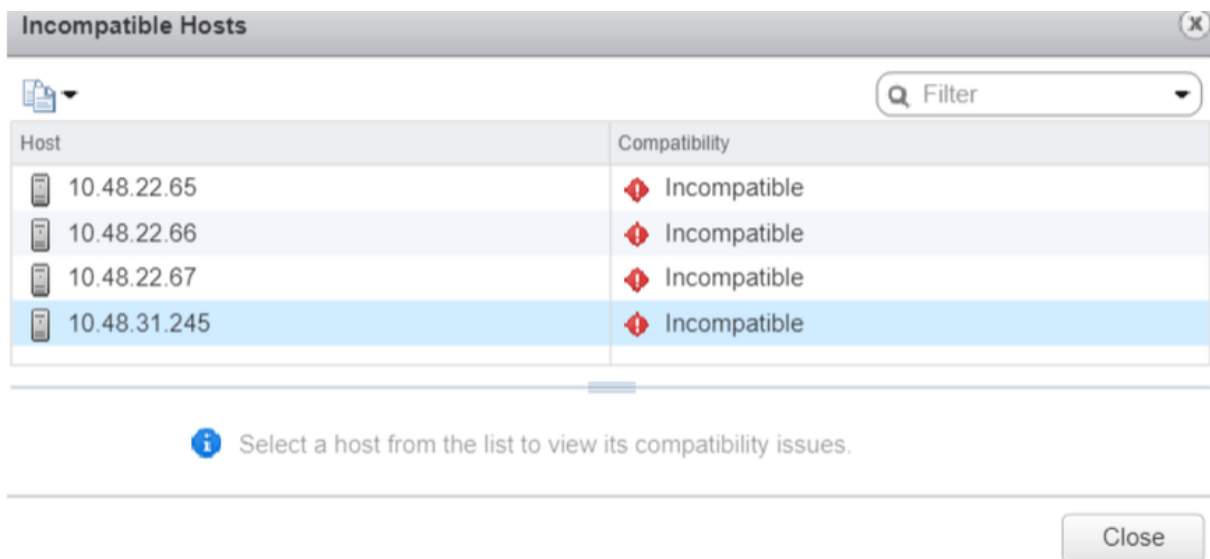 Incompatible Hosts
Filter
Host Compatibility
10.48.22.65 Incompatible
10.48.22.66 Incompatible
10.48.22.67 Incompatible
10.48.31.245 Incompatible
Select a host from the list to view its compatibility issues.
Close